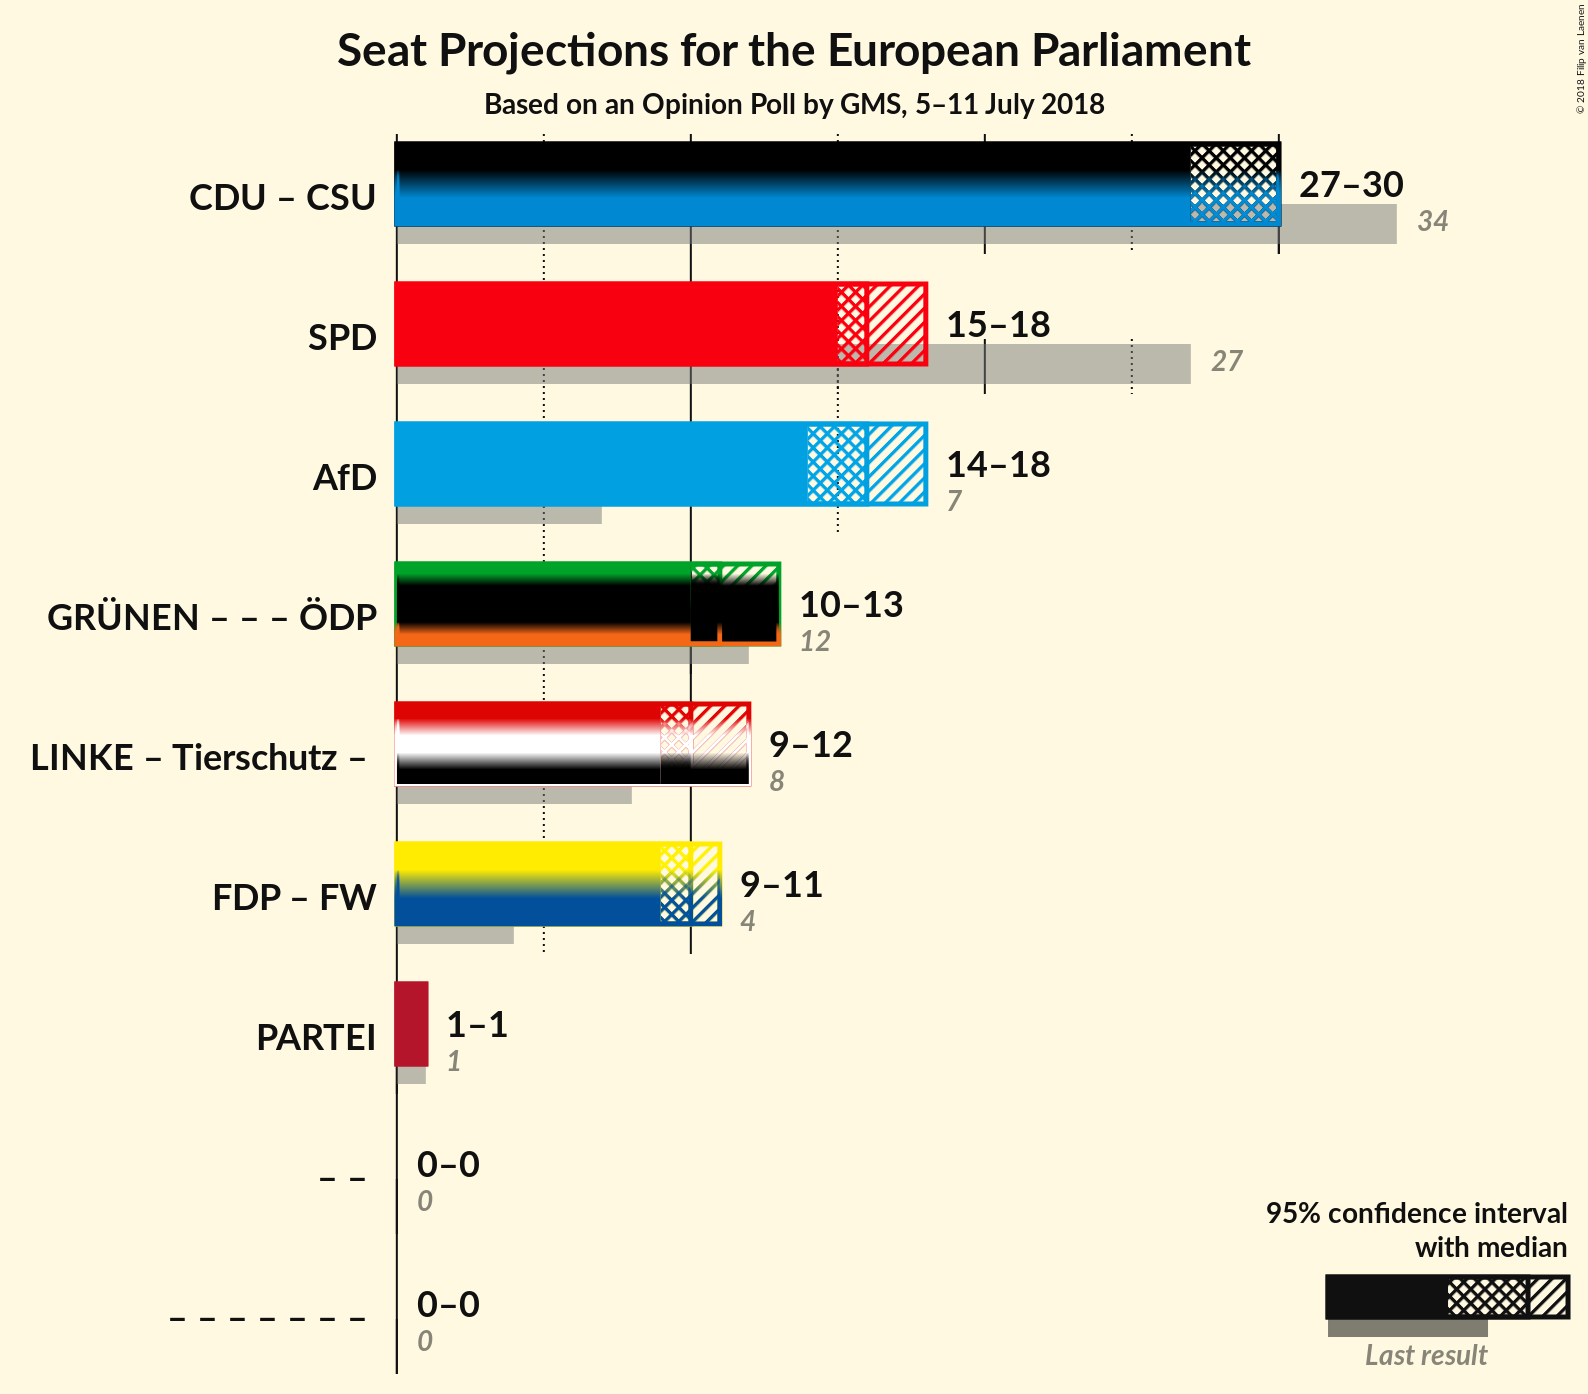 Seat Projections for the European Parliament
Based on an Opinion Poll by GMS, 5–11 July 2018
© 2018 Filip van Laenen
CDU – CSU
27–30
34
SPD
15–18
27
AfD
14–18
7
GRÜNEN – – – ÖDP
10–13
12
LINKE – Tierschutz –
9–12
8
FDP – FW
9–11
4
PARTEI
1–1
1
– –
0–0
0
– – – – – – –
0–0
0
95% confidence interval
with median
Last result